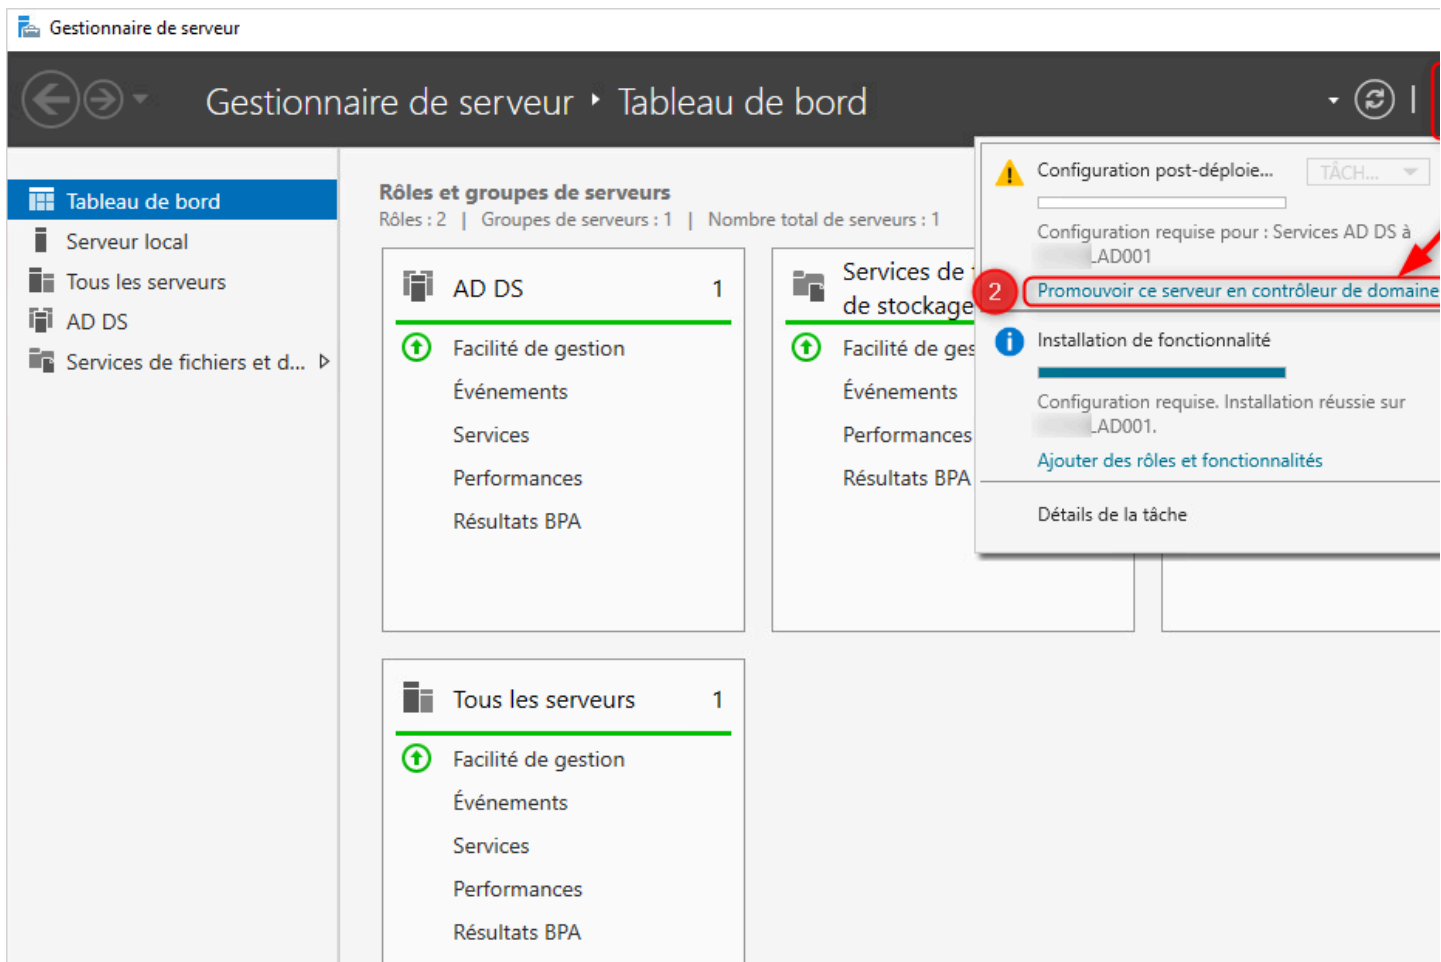 Gestionnaire de serveur
Gestionnaire de serveur ‣ Tableau de bord
Tableau de bord
Serveur local
Tous les serveurs
AD DS
Services de fichiers et d...
Rôles et groupes de serveurs
Rôles : 2 | Groupes de serveurs : 1 | Nombre total de serveurs : 1
AD DS 1
Facilité de gestion
Événements
Services
Performances
Résultats BPA
Services de
de stockage
Facilité de ges
Événements
Performances
Résultats BPA
Tous les serveurs 1
Facilité de gestion
Événements
Services
Performances
Résultats BPA
Configuration post-déploie... TÂCH...
Configuration requise pour : Services AD DS à
LAD001
2 Promouvoir ce serveur en contrôleur de domaine
Installation de fonctionnalité
Configuration requise. Installation réussie sur
LAD001.
Ajouter des rôles et fonctionnalités
Détails de la tâche